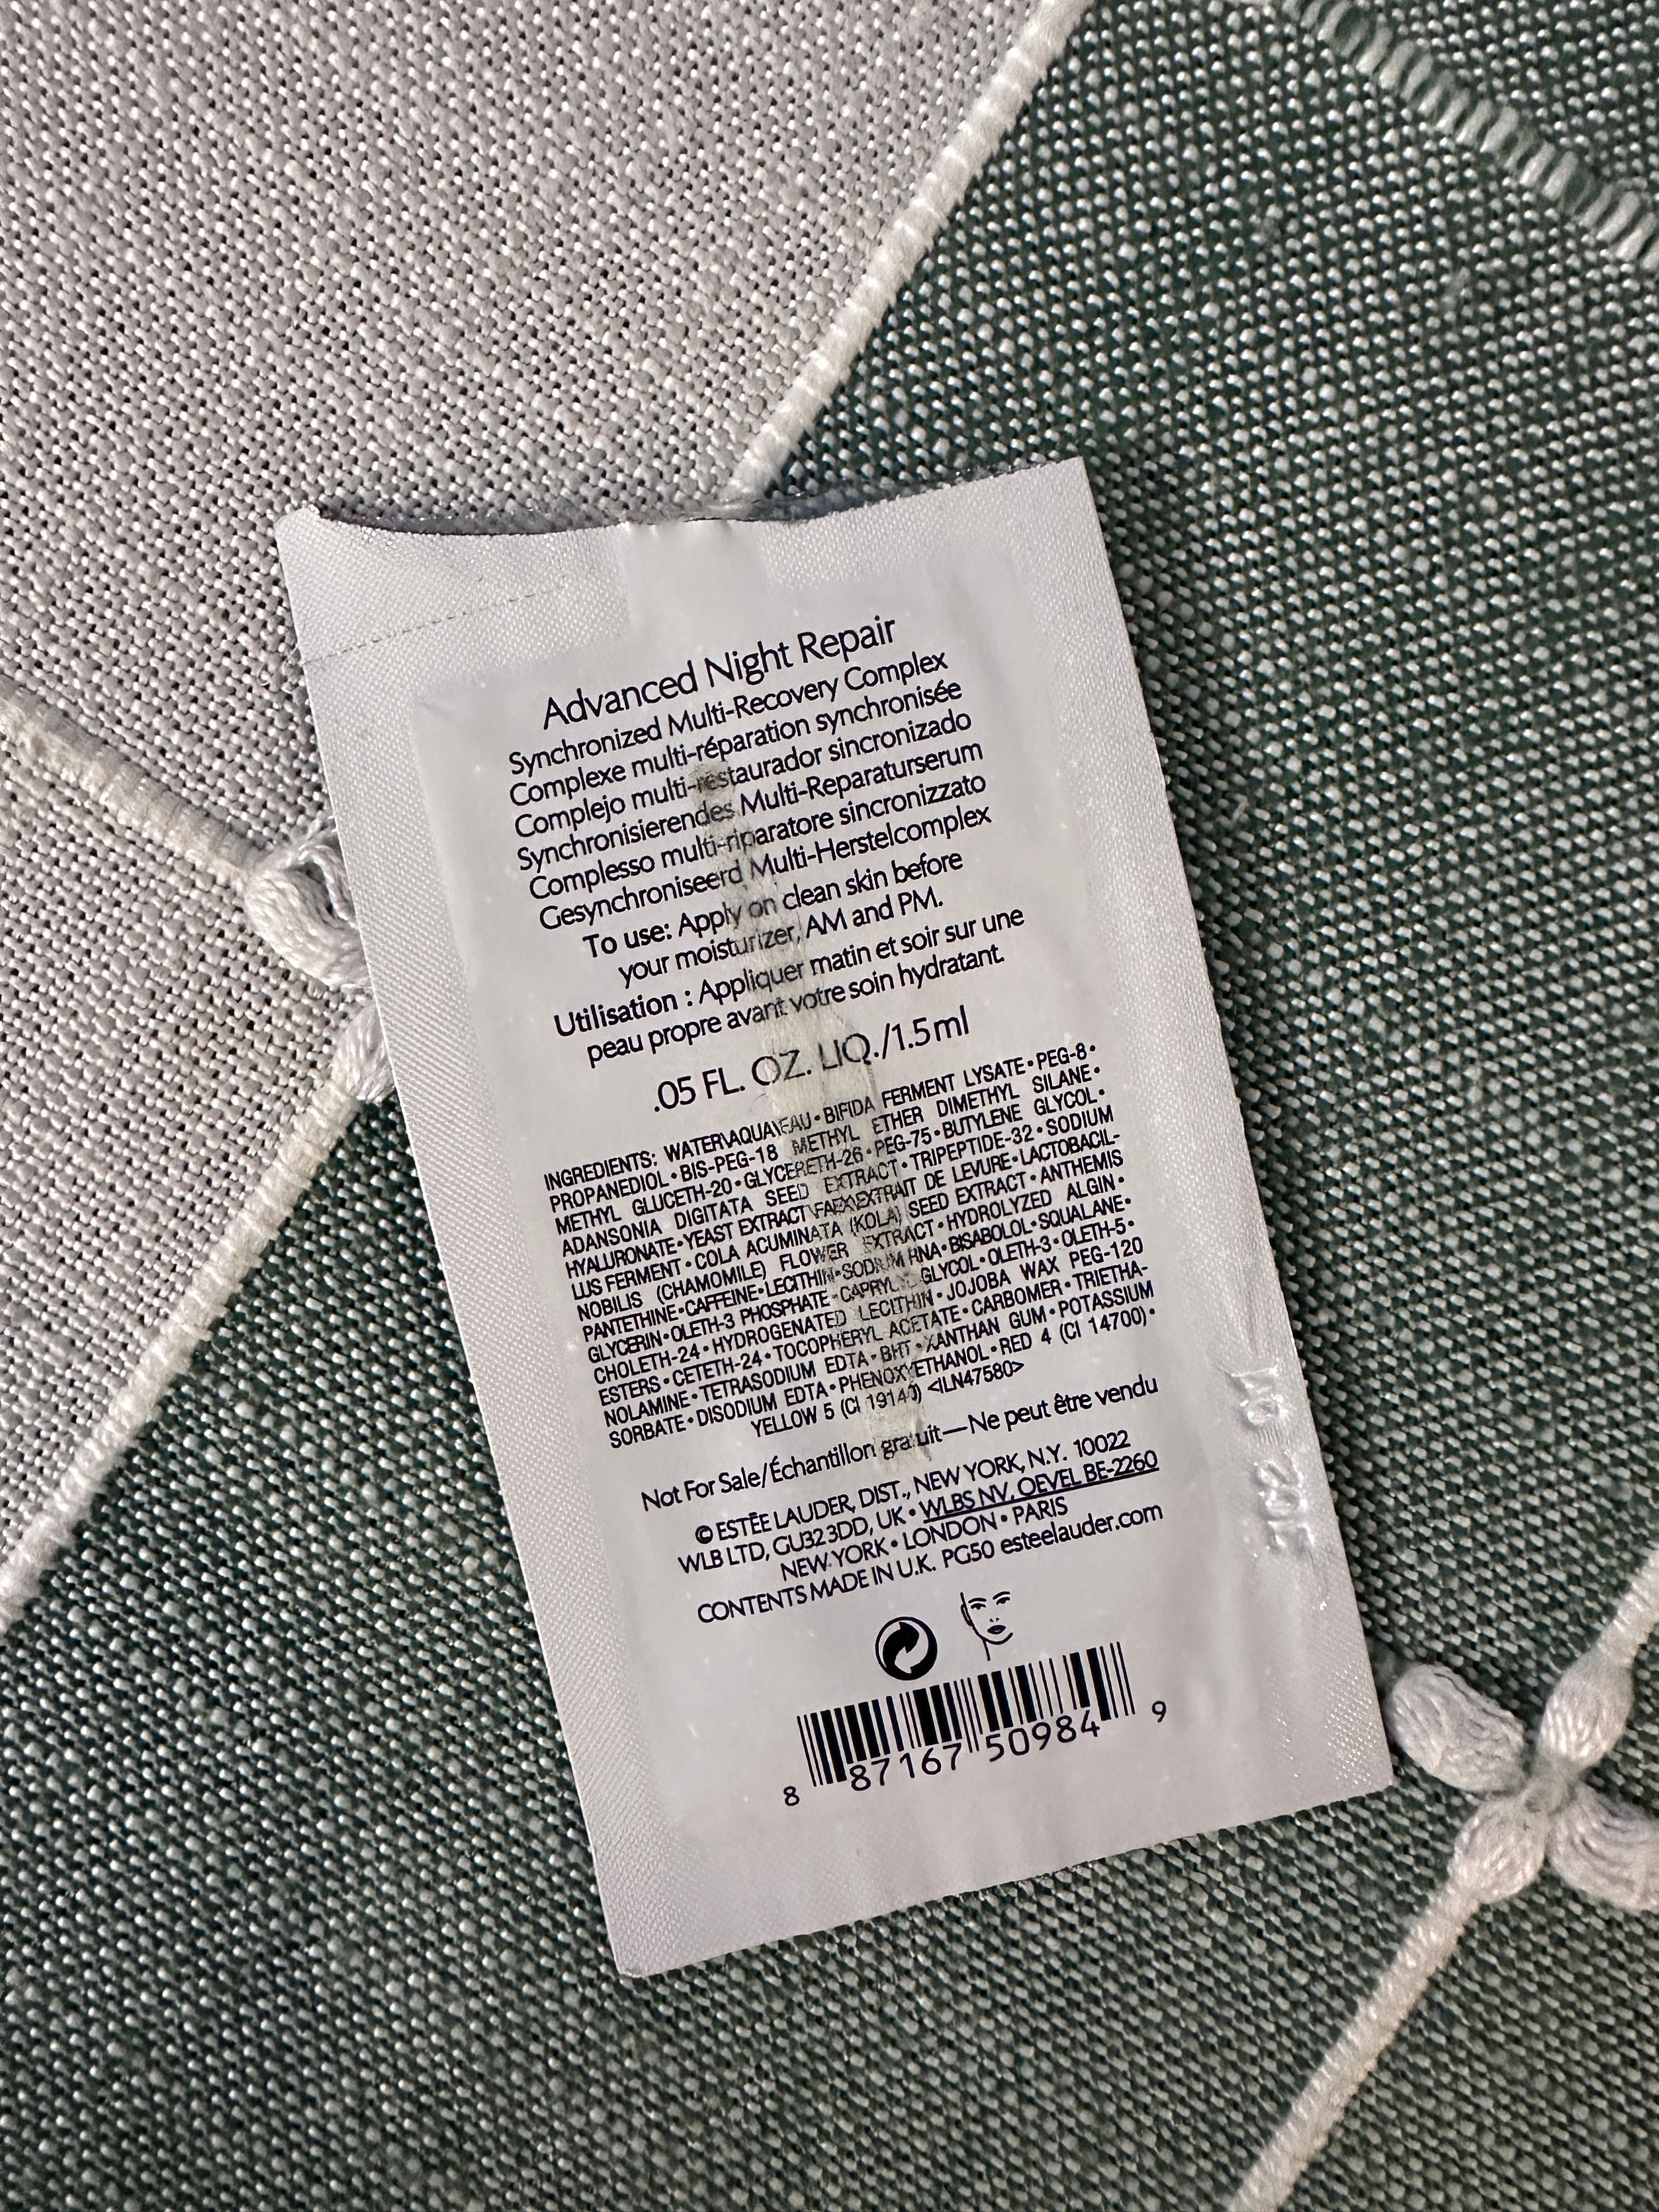 Advanced Night Repair
Synchronized Multi-Recovery Complex
Complexe multi-réparation synchronisée
Complejo multi-restaurador sincronizado
Synchronisierendes Multi-Reparaturserum
Complesso multi-riparatore sincronizzato
Gesynchroniseerd Multi-Herstelcomplex
To use: Apply on clean skin before
your moisturizer, AM and PM.
Utilisation : Appliquer matin et soir sur une
peau propre avant votre soin hydratant.
.05 FL. OZ. LIQ./1.5ml
INGREDIENTS: WATER\AQUA\EAU • BIFIDA FERMENT LYSATE • PEG-8 •
PROPANEDIOL • BIS-PEG-18 METHYL ETHER DIMETHYL SILANE •
METHYL GLUCETH-20 • GLYCERETH-26 • PEG-75 • BUTYLENE GLYCOL •
ADANSONIA DIGITATA SEED EXTRACT • TRIPEPTIDE-32 • SODIUM
HYALURONATE • YEAST EXTRACT\FAEX\EXTRAIT DE LEVURE • LACTOBACIL-
LUS FERMENT • COLA ACUMINATA (KOLA) SEED EXTRACT • ANTHEMIS
NOBILIS (CHAMOMILE) FLOWER EXTRACT • HYDROLYZED ALGIN •
PANTETHINE • CAFFEINE • LECITHIN • SODIUM RNA • BISABOLOL • SQUALANE •
GLYCERIN • OLETH-3 PHOSPHATE • CAPRYLYL GLYCOL • OLETH-3 • OLETH-5 •
CHOLETH-24 • HYDROGENATED LECITHIN • JOJOBA WAX PEG-120
ESTERS • CETETH-24 • TOCOPHERYL ACETATE • CARBOMER • TRIETHA-
NOLAMINE • TETRASODIUM EDTA • BHT • XANTHAN GUM • POTASSIUM
SORBATE • DISODIUM EDTA • PHENOXYETHANOL • RED 4 (CI 14700) •
YELLOW 5 (CI 19140) <ILN47580>
Not For Sale/Échantillon gratuit—Ne peut être vendu
© ESTĒE LAUDER, DIST., NEW YORK, N.Y. 10022
WLB LTD, GU32 3DD, UK • WLBS NV, OEVEL BE-2260
NEW YORK • LONDON • PARIS
CONTENTS MADE IN U.K. PG50 esteelauder.com
8 87167 50984 9